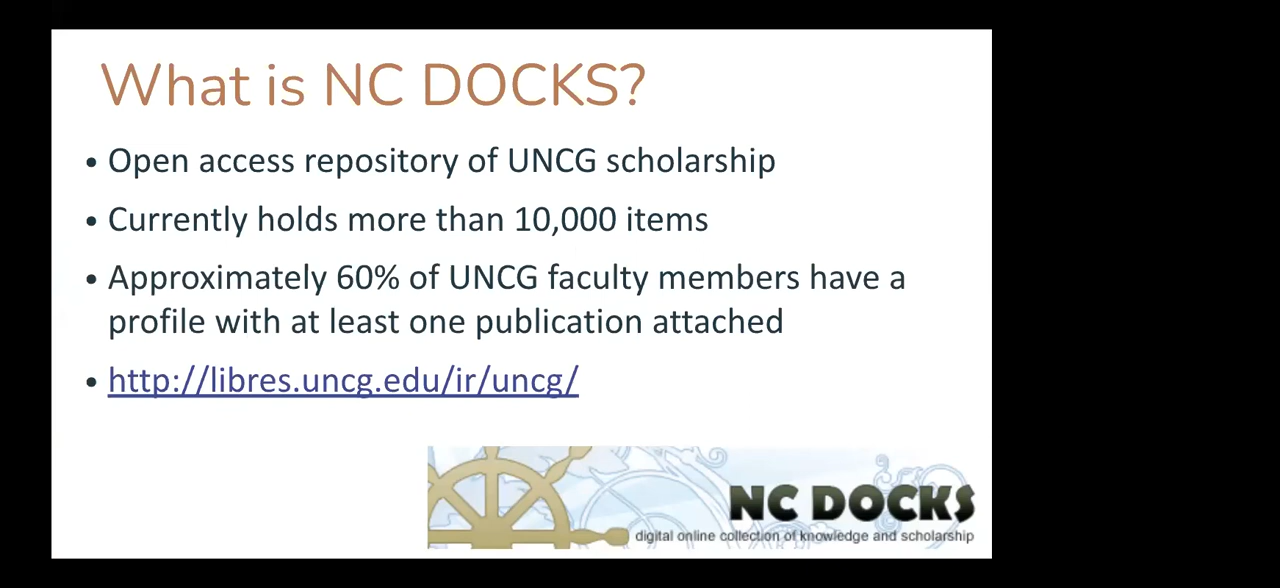 What is NC DOCKS?
• Open access repository of UNCG scholarship
• Currently holds more than 10,000 items
• Approximately 60% of UNCG faculty members have a
profile with at least one publication attached
• http://libres.uncg.edu/ir/uncg/
NC DOCKS
digital online collection of knowledge and scholarship